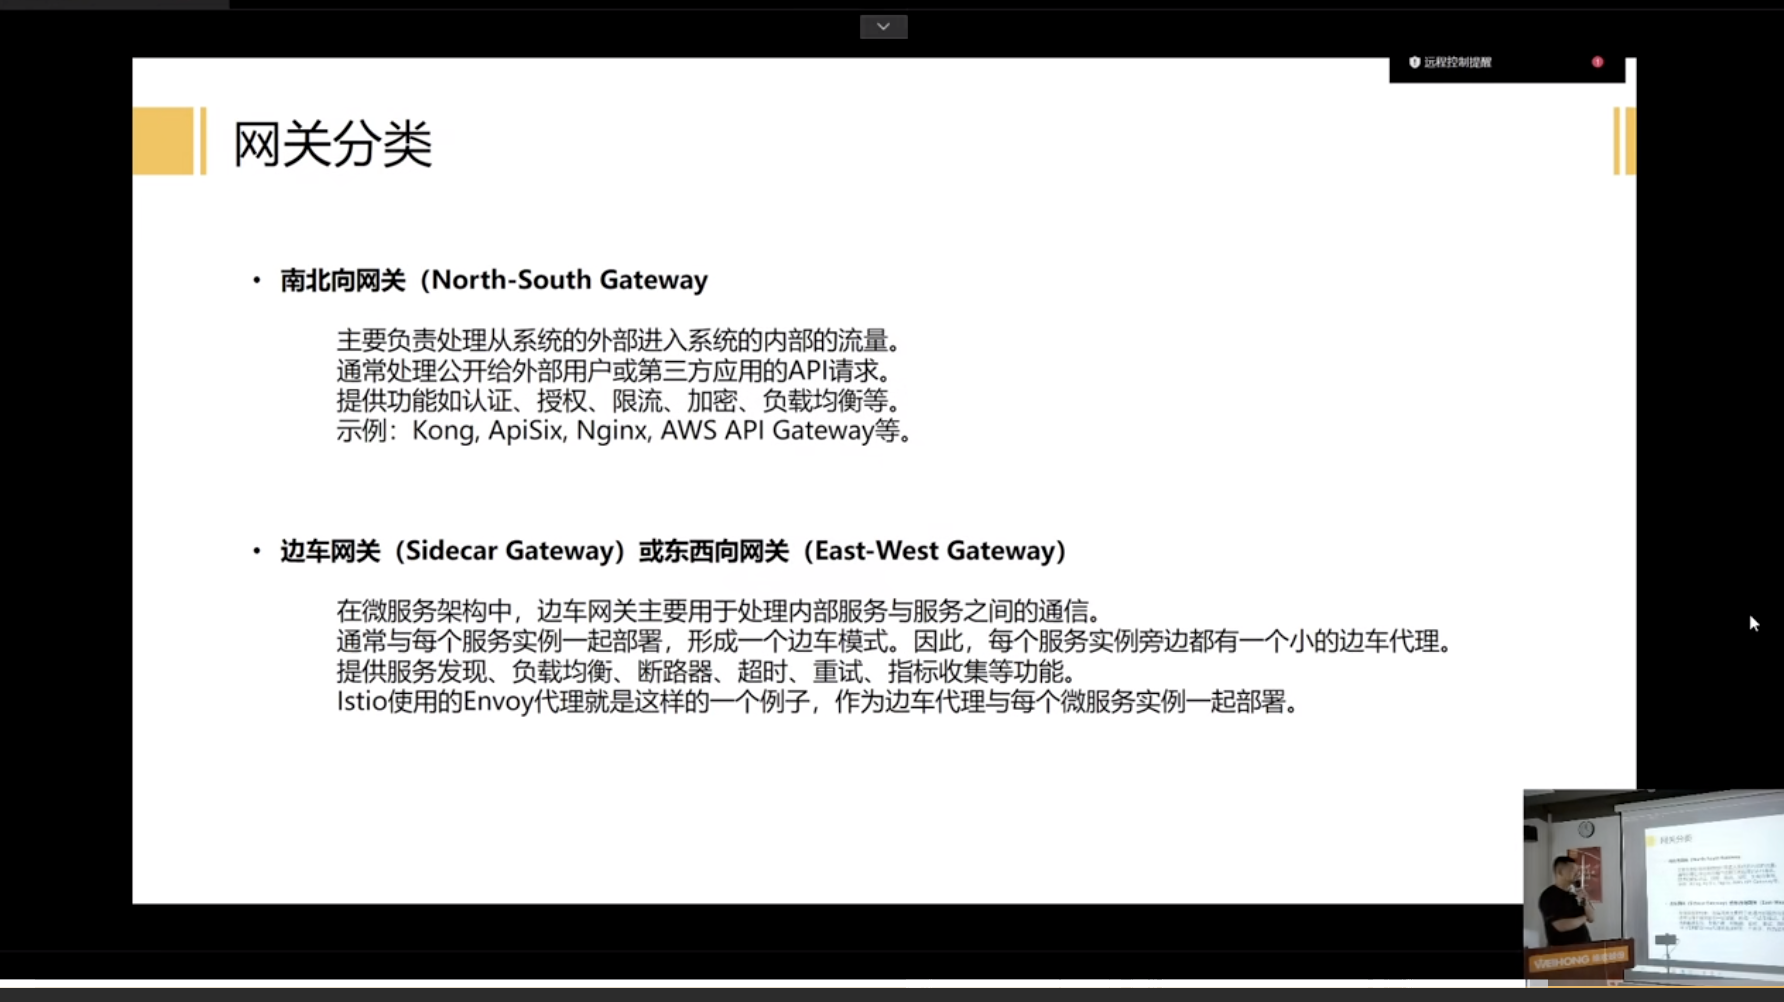 远程控制提醒
网关分类
• 南北向网关（North-South Gateway
主要负责处理从系统的外部进入系统的内部的流量。
通常处理公开给外部用户或第三方应用的API请求。
提供功能如认证、授权、限流、加密、负载均衡等。
示例：Kong, ApiSix, Nginx, AWS API Gateway等。
• 边车网关（Sidecar Gateway）或东西向网关（East-West Gateway）
在微服务架构中，边车网关主要用于处理内部服务与服务之间的通信。
通常与每个服务实例一起部署，形成一个边车模式。因此，每个服务实例旁边都有一个小的边车代理。
提供服务发现、负载均衡、断路器、超时、重试、指标收集等功能。
Istio使用的Envoy代理就是这样的一个例子，作为边车代理与每个微服务实例一起部署。
网关分类
WEIHONG